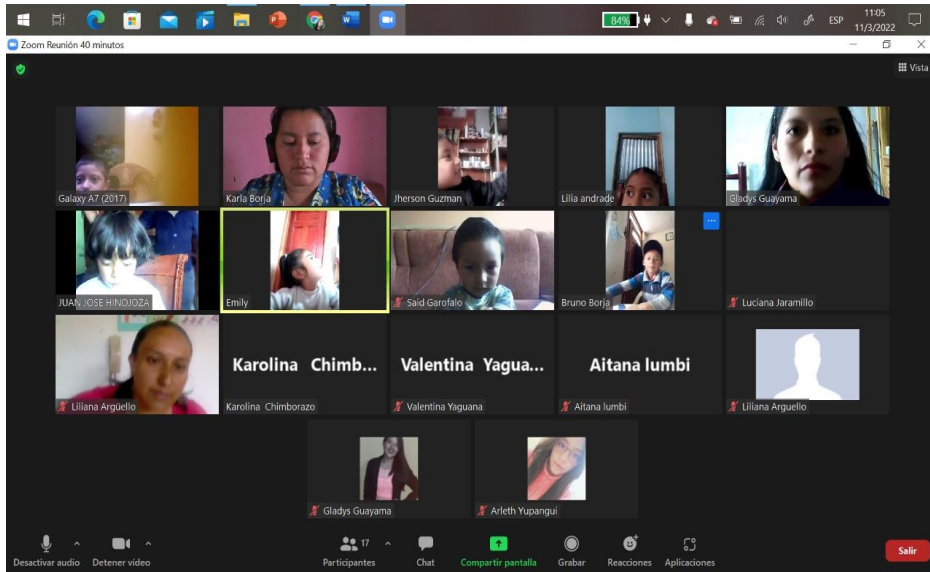 84%
ESP
11:05
11/3/2022
Zoom Reunión 40 minutos
Vista
Galaxy A7 (2017)
Karla Borja
Jherson Guzman
Lilia andrade
Gladys Guayama
JUAN JOSE HINOJOZA
Emily
Said Garofalo
Bruno Borja
Luciana Jaramillo
Liliana Argüello
Karolina Chimb...
Karolina Chimborazo
Valentina Yagua...
Valentina Yaguana
Aitana lumbi
Aitana lumbi
Liliana Arguello
Gladys Guayama
Arleth Yupangui
Desactivar audio
Detener video
17
Participantes
Chat
Compartir pantalla
Grabar
Reacciones
Aplicaciones
Salir